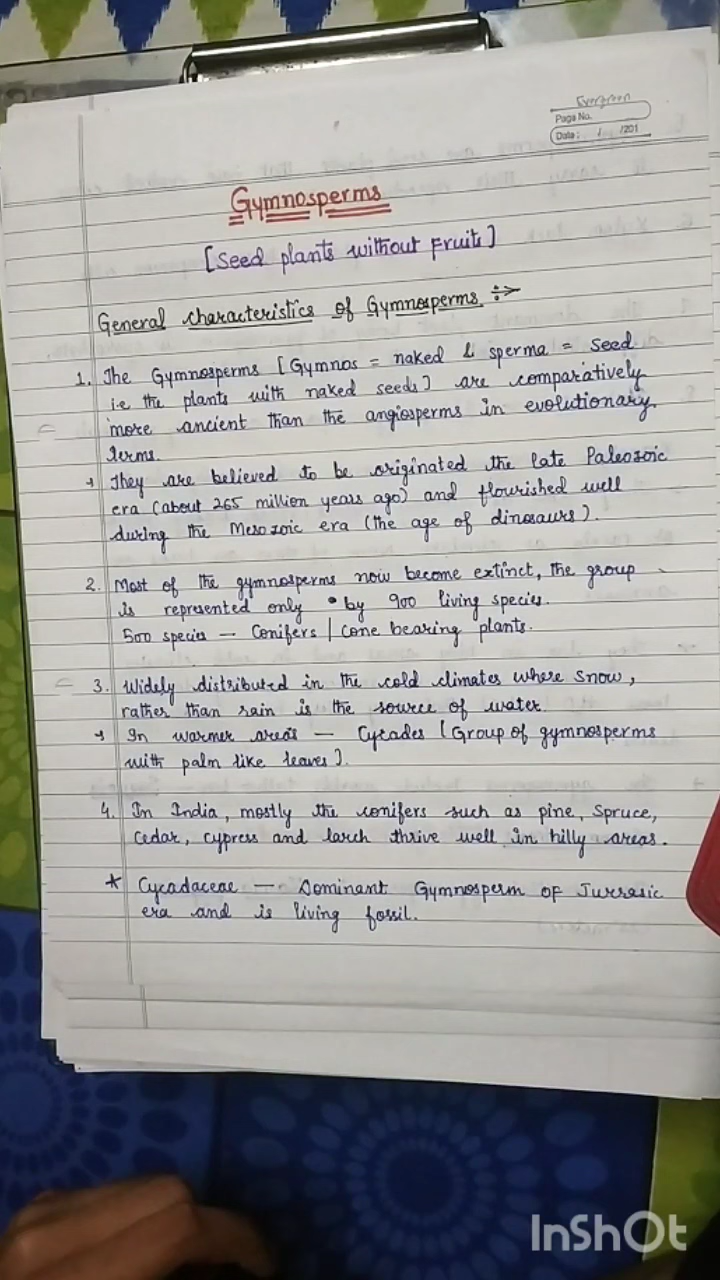 Evergreen
Page No.
Date: / /201
Gymnosperms
[Seed plants without Fruits]
General characteristics of Gymnosperms ÷>
1. The Gymnosperms [Gymnos = naked & sperma = seed
i.e the plants with naked seeds] are comparatively
more ancient than the angiosperms in evolutionary
terms.
→ They are believed to be originated the late Paleozoic
era (about 265 million years ago) and flourished well
during the Mesozoic era (the age of dinosaurs).
2. Most of the gymnosperms now become extinct, the group
is represented only by 900 living species.
500 species — Conifers / cone bearing plants.
3. Widely distributed in the cold climates where snow,
rather than rain is the source of water.
→ In warmer areas — Cycades [Group of gymnosperms
with palm like leaves].
4. In India, mostly the conifers such as pine, spruce,
cedar, cypress and larch thrive well in hilly areas.
* Cycadaceae — Dominant Gymnosperm of Jurrasic
era and is living fossil.
InShOt